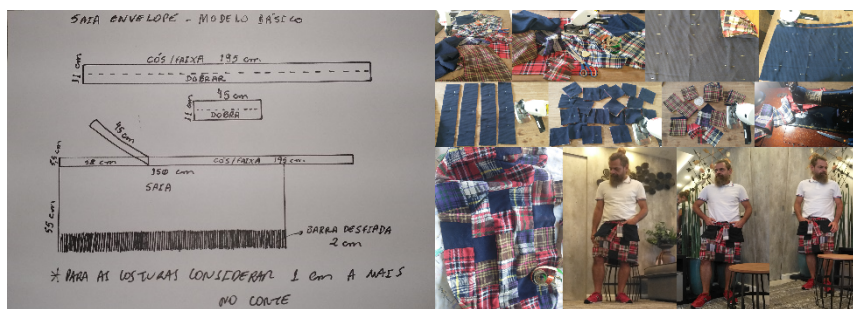 SAIA ENVELOPE - MODELO BÁSICO
CÓS/FAIXA 195 cm
11 cm
DOBRAR
45 cm
11 cm
DOBRA
45 cm
5,5 cm
58 cm
CÓS/FAIXA 195 cm
150 cm
SAIA
55 cm
BARRA DESFIADA
2 cm
* PARA AS COSTURAS CONSIDERAR 1 cm A MAIS
NO CORTE